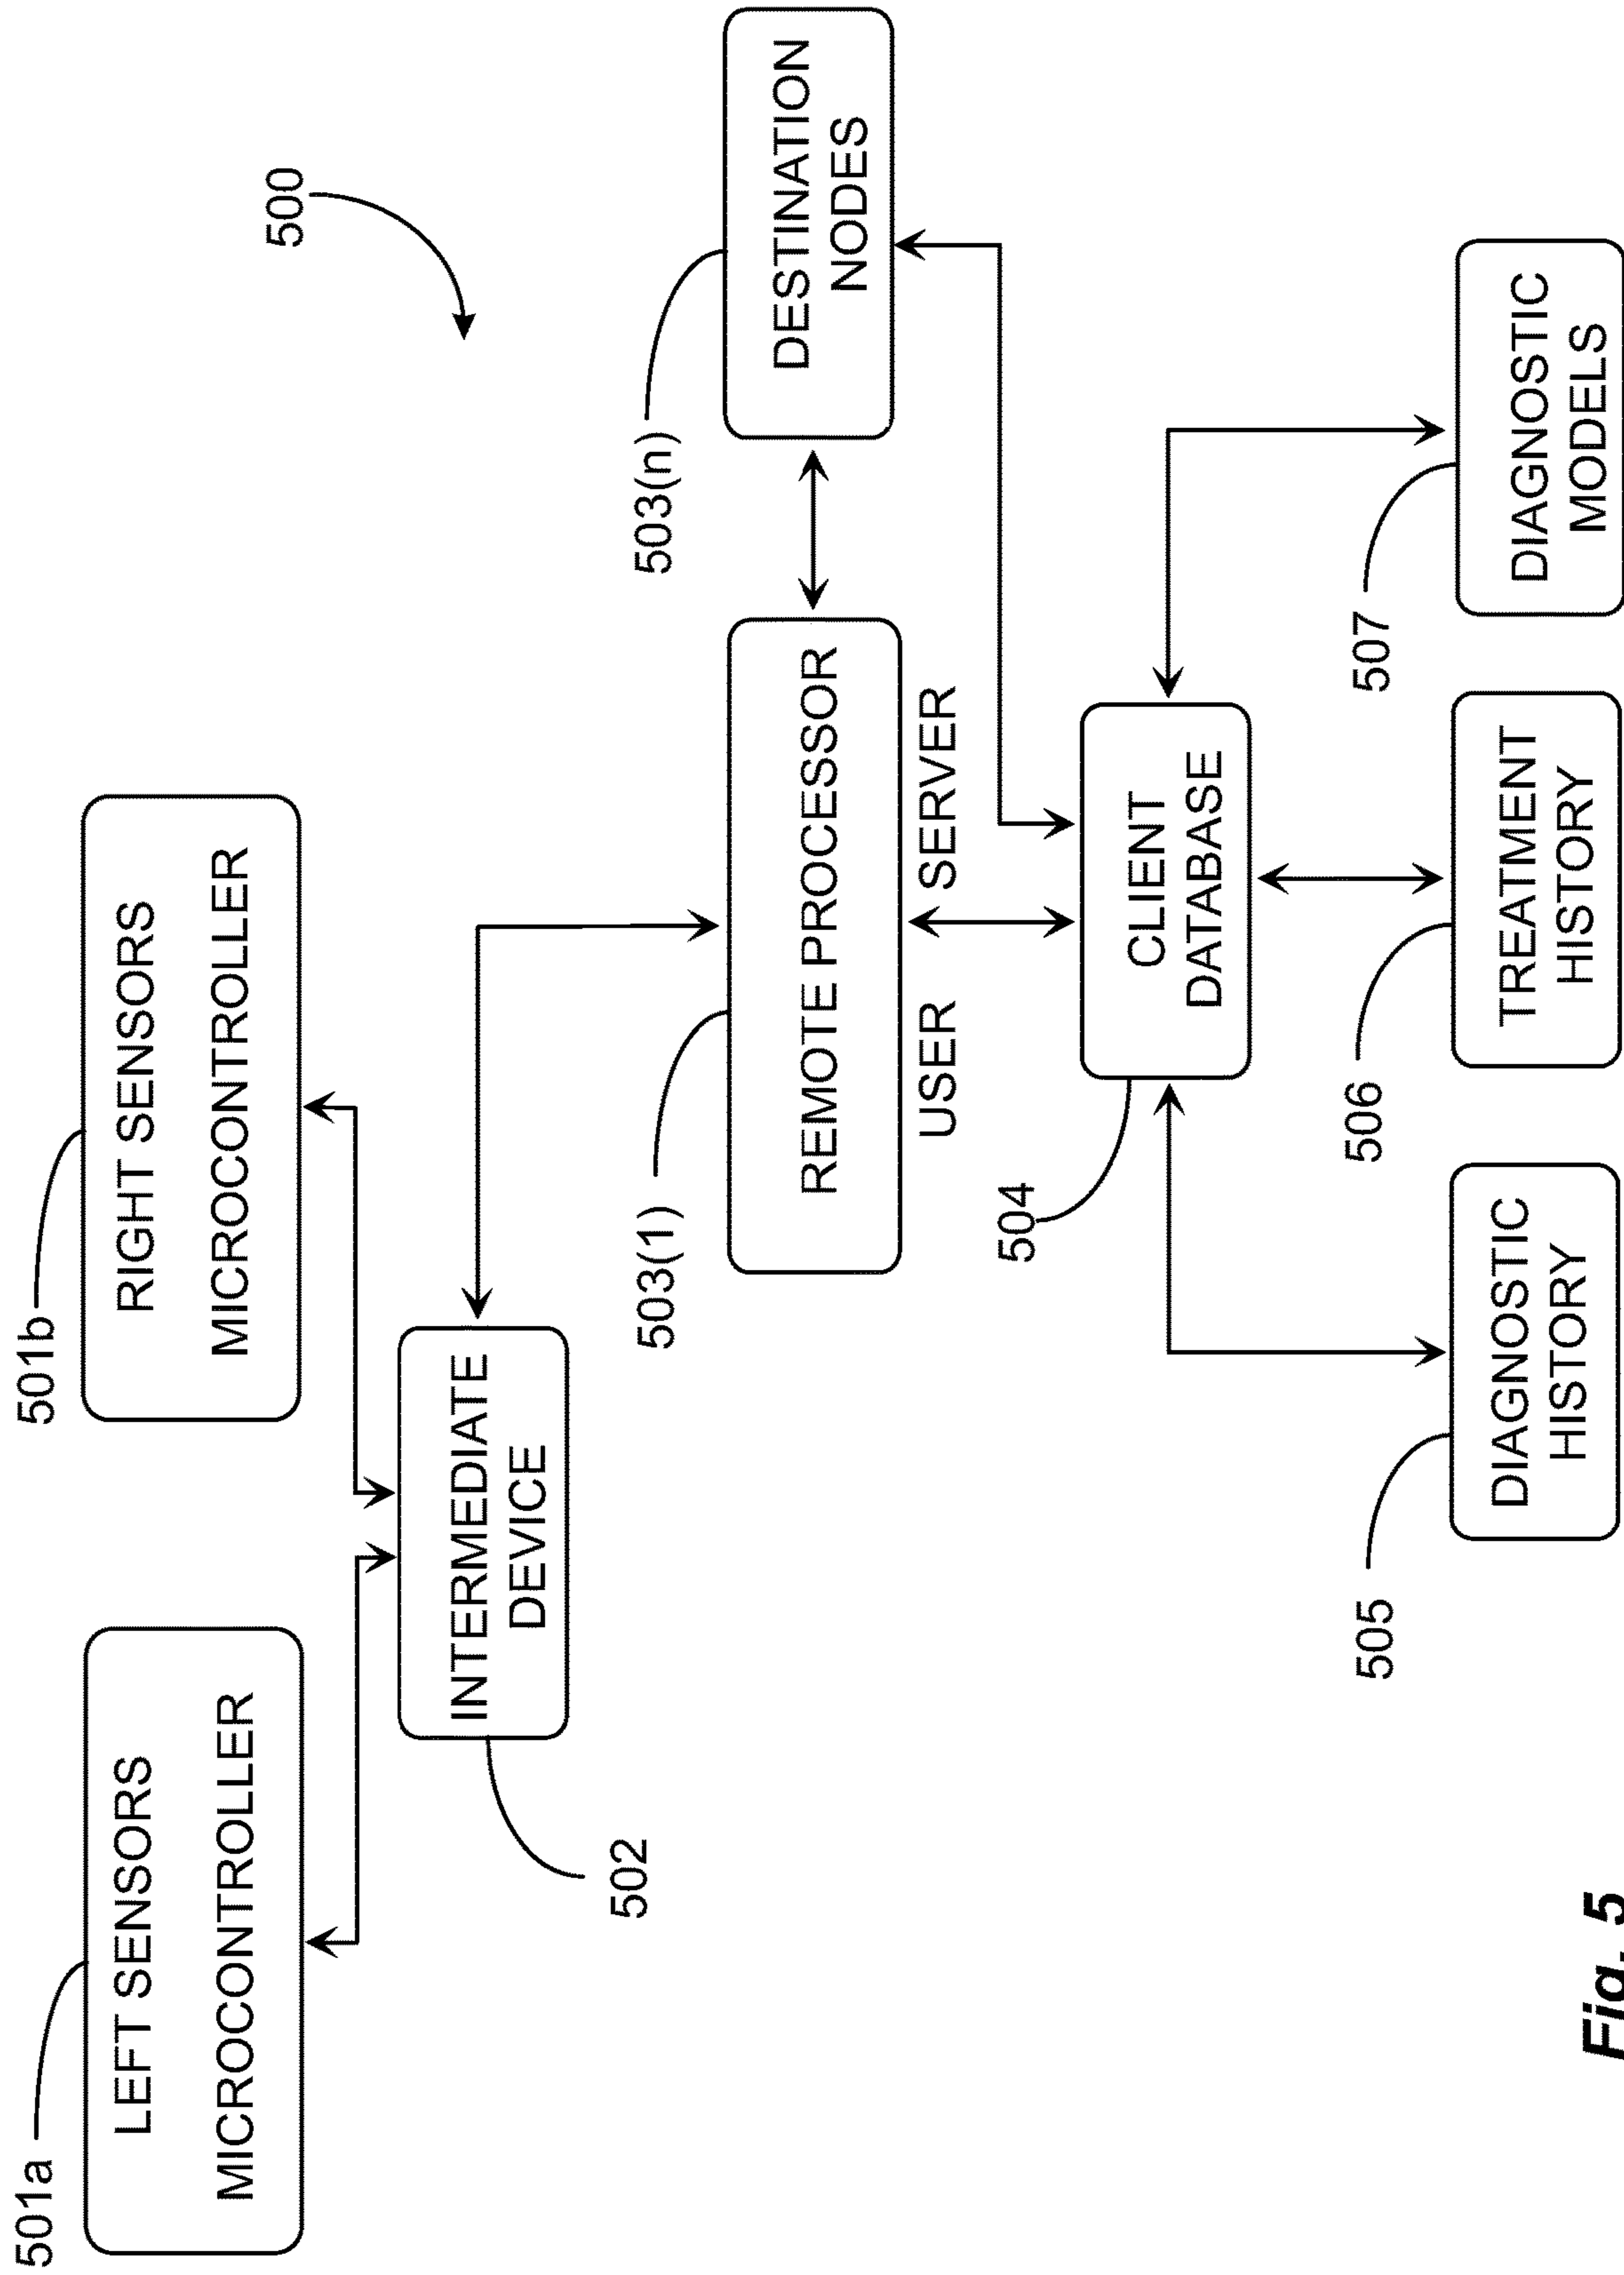 500
501a
LEFT SENSORS
MICROCONTROLLER
501b
RIGHT SENSORS
MICROCONTROLLER
INTERMEDIATE
DEVICE
502
503(1)
REMOTE PROCESSOR
USER SERVER
503(n)
DESTINATION
NODES
504
CLIENT
DATABASE
505
DIAGNOSTIC
HISTORY
506
TREATMENT
HISTORY
507
DIAGNOSTIC
MODELS
Fig. 5